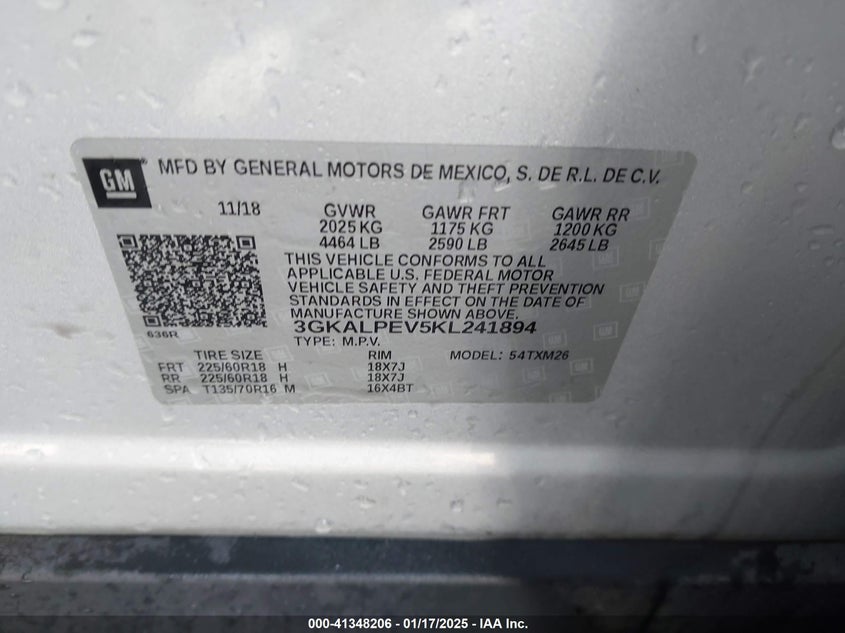 GM MFD BY GENERAL MOTORS DE MEXICO, S. DE R.L. DE C.V.
11/18 GVWR GAWR FRT GAWR RR
2025 KG 1175 KG 1200 KG
4464 LB 2590 LB 2645 LB
THIS VEHICLE CONFORMS TO ALL
APPLICABLE U.S. FEDERAL MOTOR
VEHICLE SAFETY AND THEFT PREVENTION
STANDARDS IN EFFECT ON THE DATE OF
MANUFACTURE SHOWN ABOVE.
3GKALPEV5KL241894
636R TYPE: M.P.V.
TIRE SIZE RIM MODEL: 54TXM26
FRT 225/60R18 H 18X7J
RR 225/60R18 H 18X7J
SPA T135/70R16 M 16X4BT
000-41348206 - 01/17/2025 - IAA Inc.